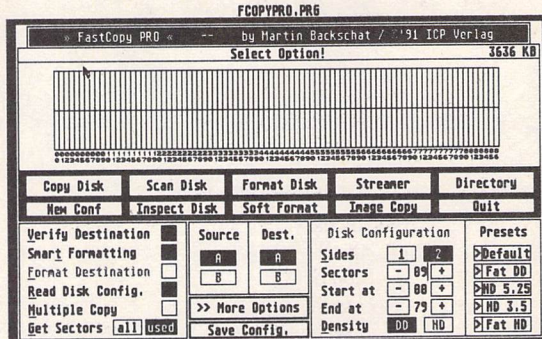 FCOPYPRO.PRG
» FastCopy PRO « -- by Martin Backschat / '91 ICP Verlag
Select Option! 3636 KB
000000000011111111112222222222333333333344444444445555555555666666666677777777778888888
012345678901234567890123456789012345678901234567890123456789012345678901234567890123456
Copy Disk Scan Disk Format Disk Streamer Directory
New Conf Inspect Disk Soft Format Image Copy Quit
Verify Destination
Smart Formatting
Format Destination
Read Disk Config.
Multiple Copy
Get Sectors all used
Source Dest.
A A
B B
>> More Options
Save Config.
Disk Configuration
Sides 1 2
Sectors - 09 +
Start at - 00 +
End at - 79 +
Density DD HD
Presets
Default
Fat DD
HD 5.25
HD 3.5
Fat HD